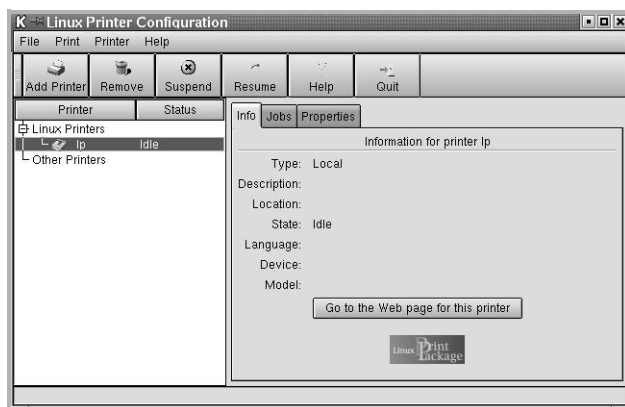 K Linux Printer Configuration
File Print Printer Help
Add Printer Remove Suspend Resume Help Quit
Printer Status
Linux Printers
lp Idle
Other Printers
Info Jobs Properties
Information for printer lp
Type: Local
Description:
Location:
State: Idle
Language:
Device:
Model:
Go to the Web page for this printer
Linux Print Package